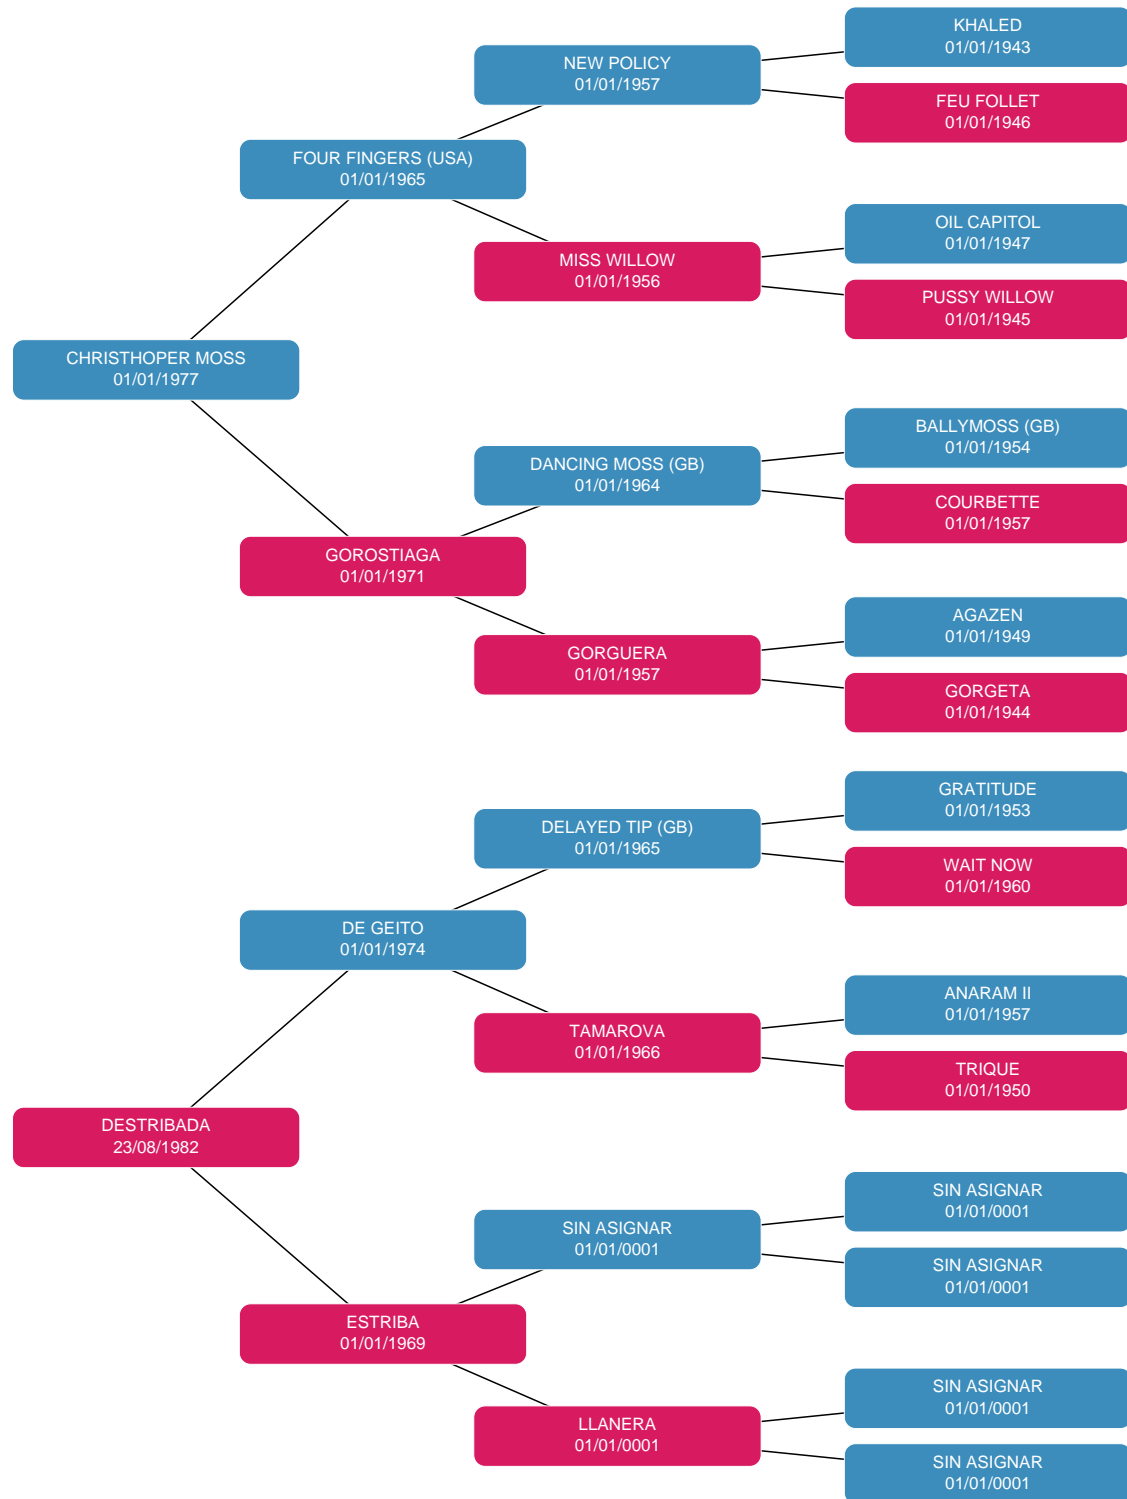 KHALED
01/01/1943
NEW POLICY
01/01/1957
FEU FOLLET
01/01/1946
FOUR FINGERS (USA)
01/01/1965
OIL CAPITOL
01/01/1947
MISS WILLOW
01/01/1956
PUSSY WILLOW
01/01/1945
CHRISTHOPER MOSS
01/01/1977
BALLYMOSS (GB)
01/01/1954
DANCING MOSS (GB)
01/01/1964
COURBETTE
01/01/1957
GOROSTIAGA
01/01/1971
AGAZEN
01/01/1949
GORGUERA
01/01/1957
GORGETA
01/01/1944
GRATITUDE
01/01/1953
DELAYED TIP (GB)
01/01/1965
WAIT NOW
01/01/1960
DE GEITO
01/01/1974
ANARAM II
01/01/1957
TAMAROVA
01/01/1966
TRIQUE
01/01/1950
DESTRIBADA
23/08/1982
SIN ASIGNAR
01/01/0001
SIN ASIGNAR
01/01/0001
SIN ASIGNAR
01/01/0001
ESTRIBA
01/01/1969
SIN ASIGNAR
01/01/0001
LLANERA
01/01/0001
SIN ASIGNAR
01/01/0001